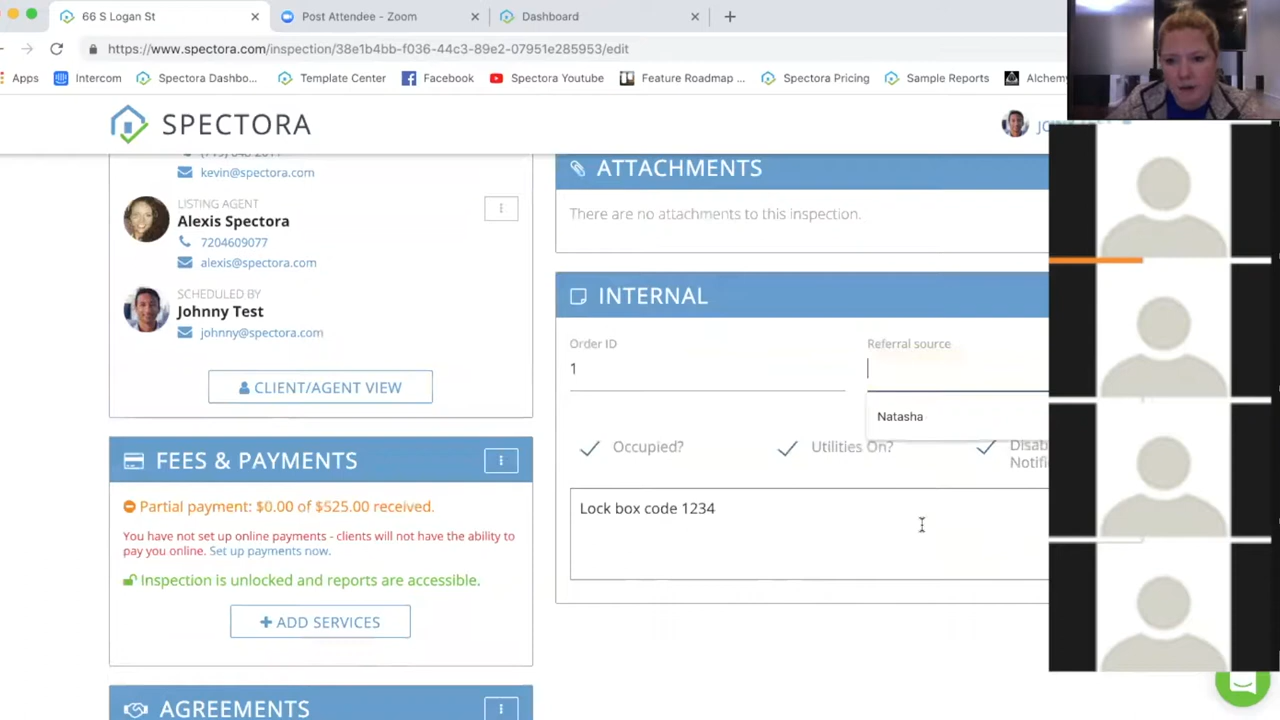 66 S Logan St
Post Attendee - Zoom
Dashboard
https://www.spectora.com/inspection/38e1b4bb-f036-44c3-89e2-07951e285953/edit
Apps
Intercom
Spectora Dashbo...
Template Center
Facebook
Spectora Youtube
Feature Roadmap ...
Spectora Pricing
Sample Reports
Alchem
SPECTORA
kevin@spectora.com
LISTING AGENT
Alexis Spectora
7204609077
alexis@spectora.com
SCHEDULED BY
Johnny Test
johnny@spectora.com
CLIENT/AGENT VIEW
FEES & PAYMENTS
Partial payment: $0.00 of $525.00 received.
You have not set up online payments - clients will not have the ability to
pay you online. Set up payments now.
Inspection is unlocked and reports are accessible.
+ ADD SERVICES
AGREEMENTS
ATTACHMENTS
There are no attachments to this inspection.
INTERNAL
Order ID
Referral source
1
Natasha
Occupied?
Utilities On?
Disab
Notifi
Lock box code 1234